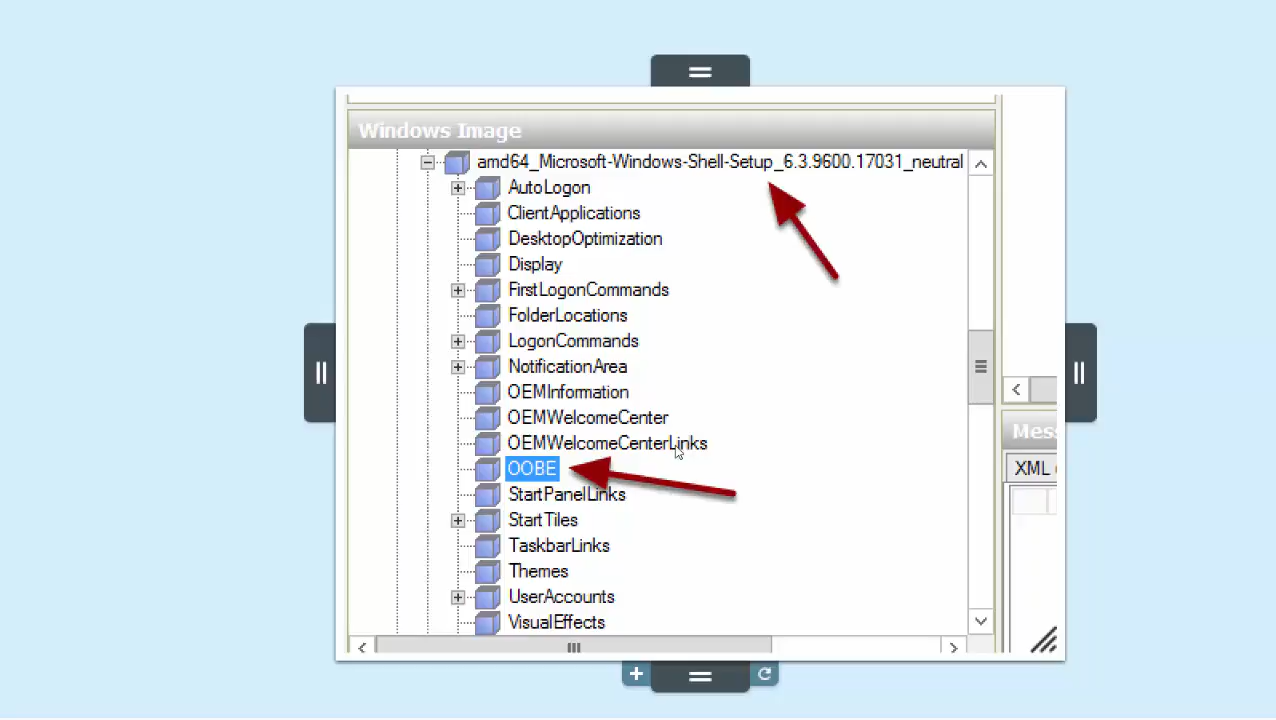 Windows Image
amd64_Microsoft-Windows-Shell-Setup_6.3.9600.17031_neutral
AutoLogon
ClientApplications
DesktopOptimization
Display
FirstLogonCommands
FolderLocations
LogonCommands
NotificationArea
OEMInformation
OEMWelcomeCenter
OEMWelcomeCenterLinks
OOBE
StartPanelLinks
StartTiles
TaskbarLinks
Themes
UserAccounts
VisualEffects
Mess
XML